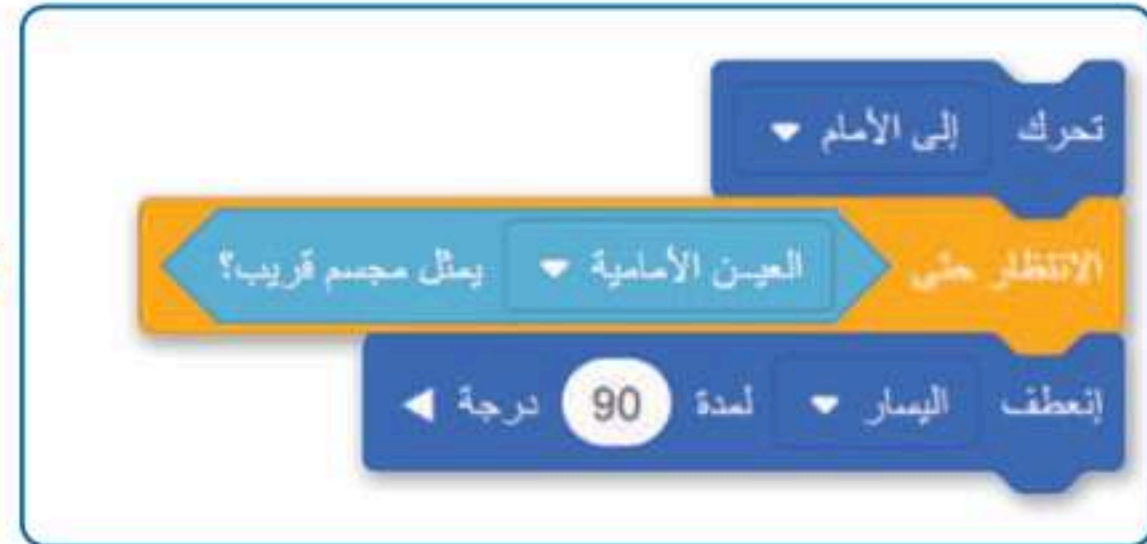 تحرك إلى الأمام
الانتظار حتى العين الأمامية يمثل مجسم قريب؟
إنعطف اليسار لمدة 90 درجة